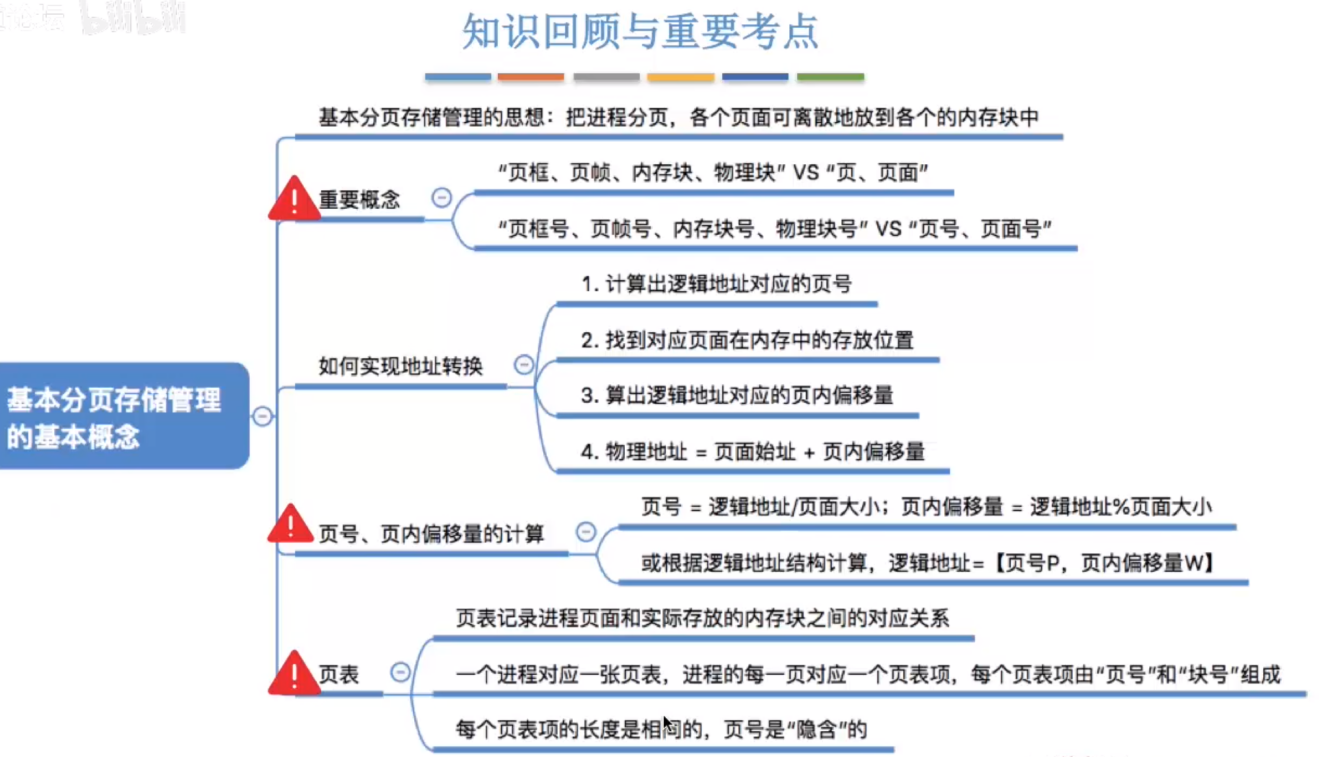 论坛 bilibili
知识回顾与重要考点
基本分页存储管理的思想：把进程分页，各个页面可离散地放到各个的内存块中
重要概念
“页框、页帧、内存块、物理块” VS “页、页面”
“页框号、页帧号、内存块号、物理块号” VS “页号、页面号”
如何实现地址转换
1. 计算出逻辑地址对应的页号
2. 找到对应页面在内存中的存放位置
3. 算出逻辑地址对应的页内偏移量
4. 物理地址 = 页面始址 + 页内偏移量
基本分页存储管理
的基本概念
页号、页内偏移量的计算
页号 = 逻辑地址/页面大小；页内偏移量 = 逻辑地址%页面大小
或根据逻辑地址结构计算，逻辑地址=【页号P，页内偏移量W】
页表
页表记录进程页面和实际存放的内存块之间的对应关系
一个进程对应一张页表，进程的每一页对应一个页表项，每个页表项由“页号”和“块号”组成
每个页表项的长度是相同的，页号是“隐含”的